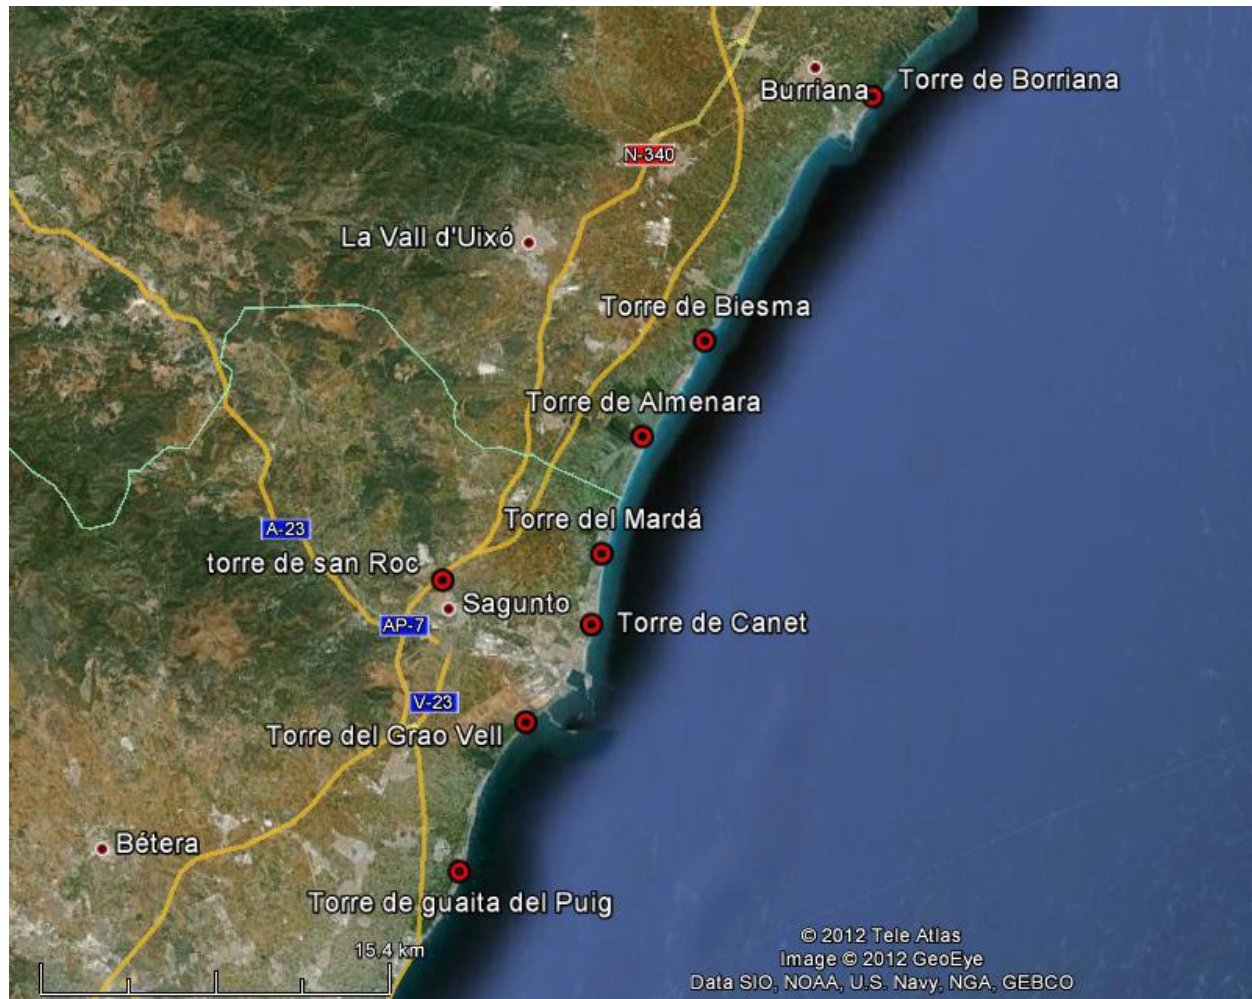 Torre de Borriana
Burriana
N-340
La Vall d'Uixó
Torre de Biesma
Torre de Almenara
A-23
Torre del Mardá
torre de san Roc
Sagunto
AP-7
Torre de Canet
V-23
Torre del Grao Vell
Bétera
Torre de guaita del Puig
15.4 km
© 2012 Tele Atlas
Image © 2012 GeoEye
Data SIO, NOAA, U.S. Navy, NGA, GEBCO